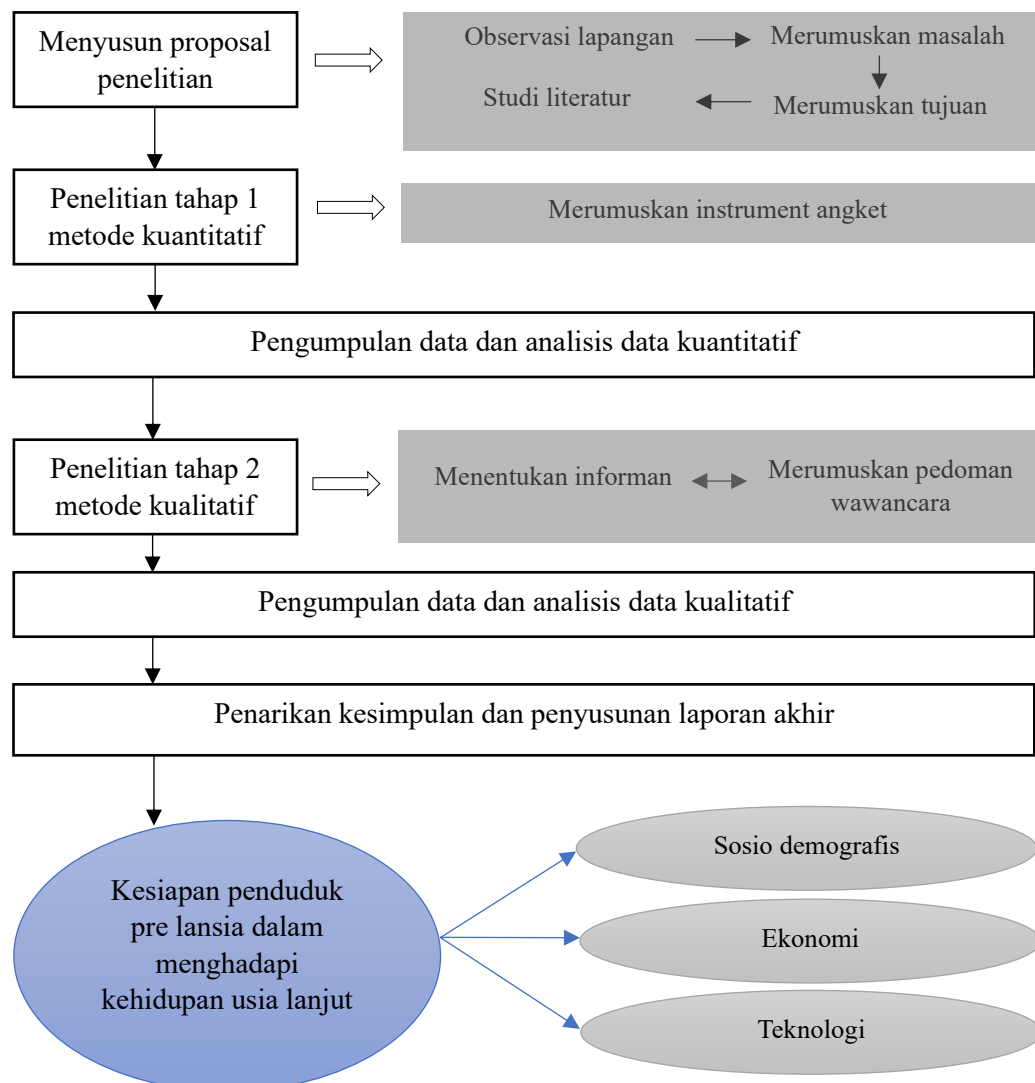 Menyusun proposal
penelitian
Observasi lapangan
Merumuskan masalah
Studi literatur
Merumuskan tujuan
Penelitian tahap 1
metode kuantitatif
Merumuskan instrument angket
Pengumpulan data dan analisis data kuantitatif
Penelitian tahap 2
metode kualitatif
Menentukan informan
Merumuskan pedoman
wawancara
Pengumpulan data dan analisis data kualitatif
Penarikan kesimpulan dan penyusunan laporan akhir
Kesiapan penduduk
pre lansia dalam
menghadapi
kehidupan usia lanjut
Sosio demografis
Ekonomi
Teknologi